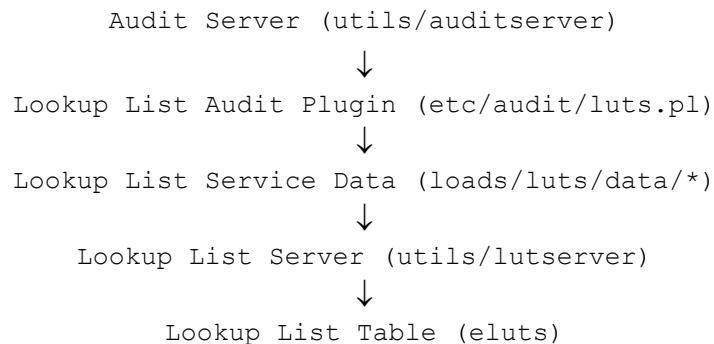 Audit Server (utils/auditserver)
↓
Lookup List Audit Plugin (etc/audit/luts.pl)
↓
Lookup List Service Data (loads/luts/data/*)
↓
Lookup List Server (utils/lutserver)
↓
Lookup List Table (eluts)